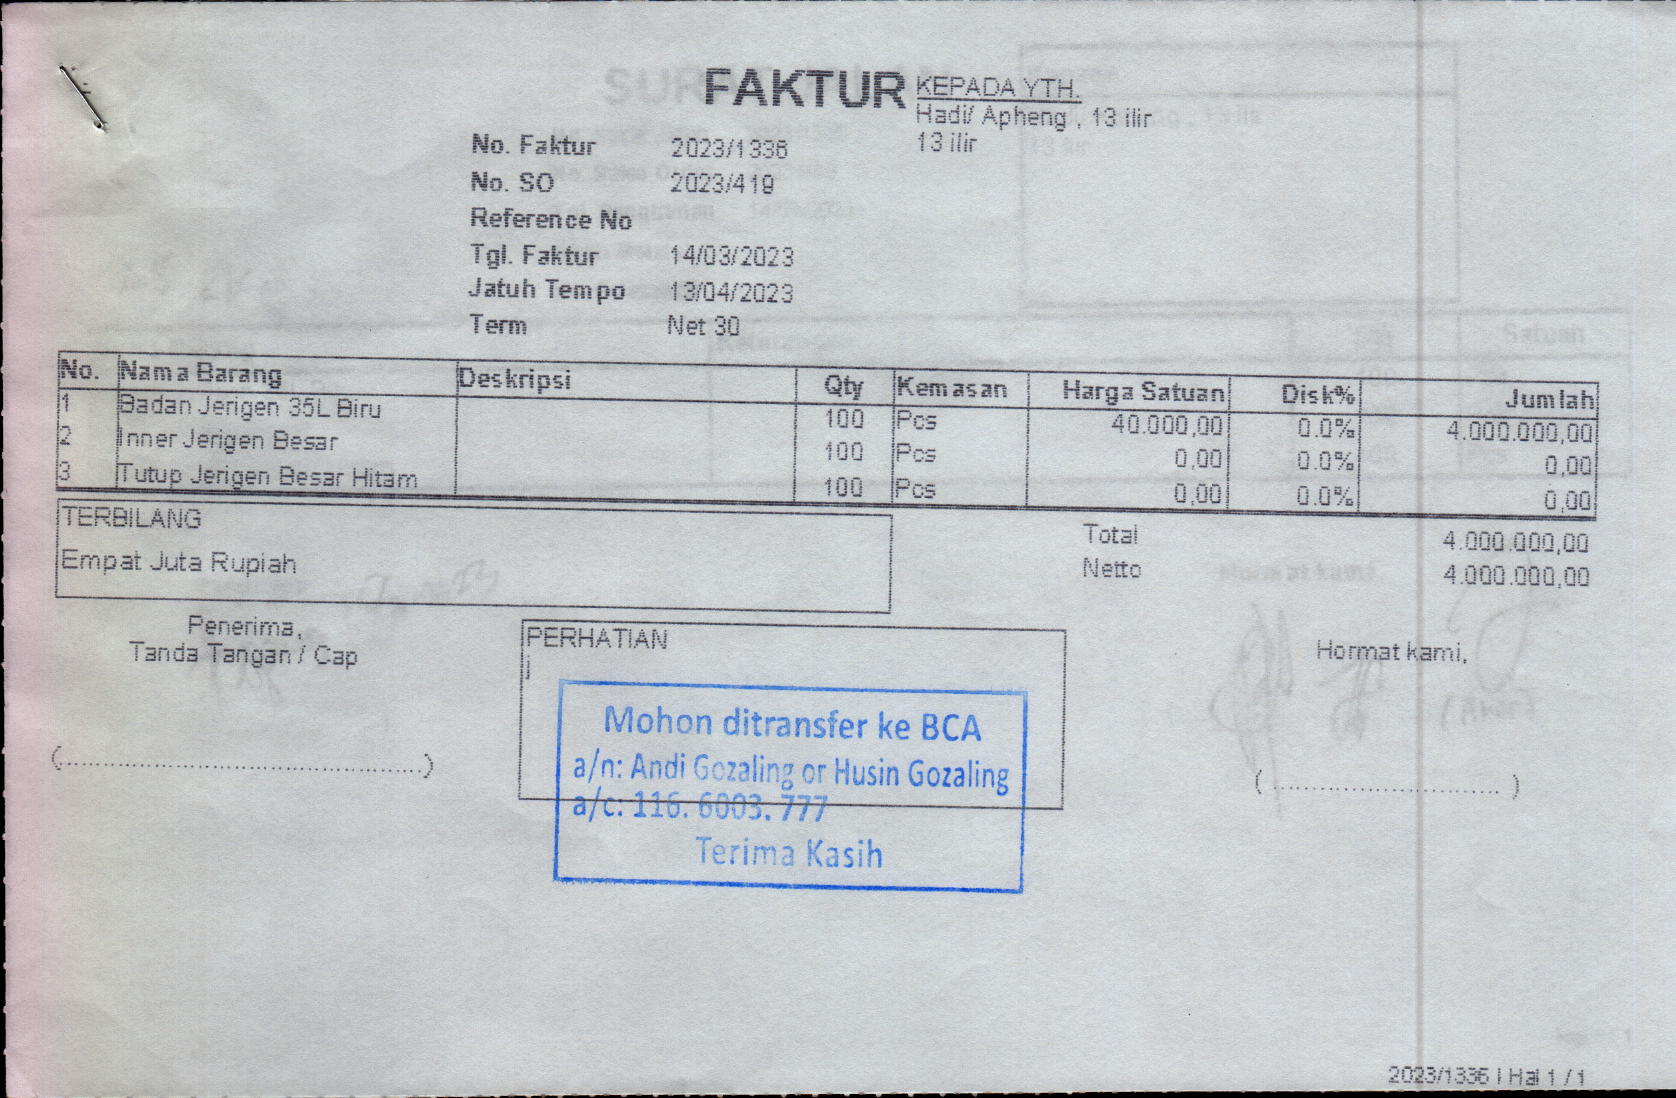 FAKTUR
KEPADA YTH.
Hadi/ Apheng , 13 ilir
13 ilir
No. Faktur 2023/1336
No. SO 2023/419
Reference No
Tgl. Faktur 14/03/2023
Jatuh Tempo 13/04/2023
Term Net 30
No. Nama Barang Deskripsi Qty Kemasan Harga Satuan Disk% Jumlah
1 Badan Jerigen 35L Biru 100 Pcs 40.000,00 0.0% 4.000.000,00
2 Inner Jerigen Besar 100 Pcs 0,00 0.0% 0,00
3 Tutup Jerigen Besar Hitam 100 Pcs 0,00 0.0% 0,00
TERBILANG
Empat Juta Rupiah
Total 4.000.000,00
Netto 4.000.000,00
Penerima,
Tanda Tangan / Cap
(............................................)
PERHATIAN
j
Mohon ditransfer ke BCA
a/n: Andi Gozaling or Husin Gozaling
a/c: 116. 6003. 777
Terima Kasih
Hormat kami,
(..............................)
2023/1336 | Hal 1 / 1